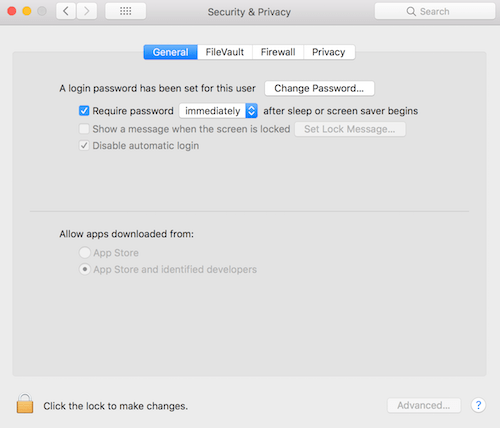 Security & Privacy
Search
General FileVault Firewall Privacy
A login password has been set for this user Change Password...
Require password immediately after sleep or screen saver begins
Show a message when the screen is locked Set Lock Message...
Disable automatic login
Allow apps downloaded from:
App Store
App Store and identified developers
Click the lock to make changes. Advanced... ?